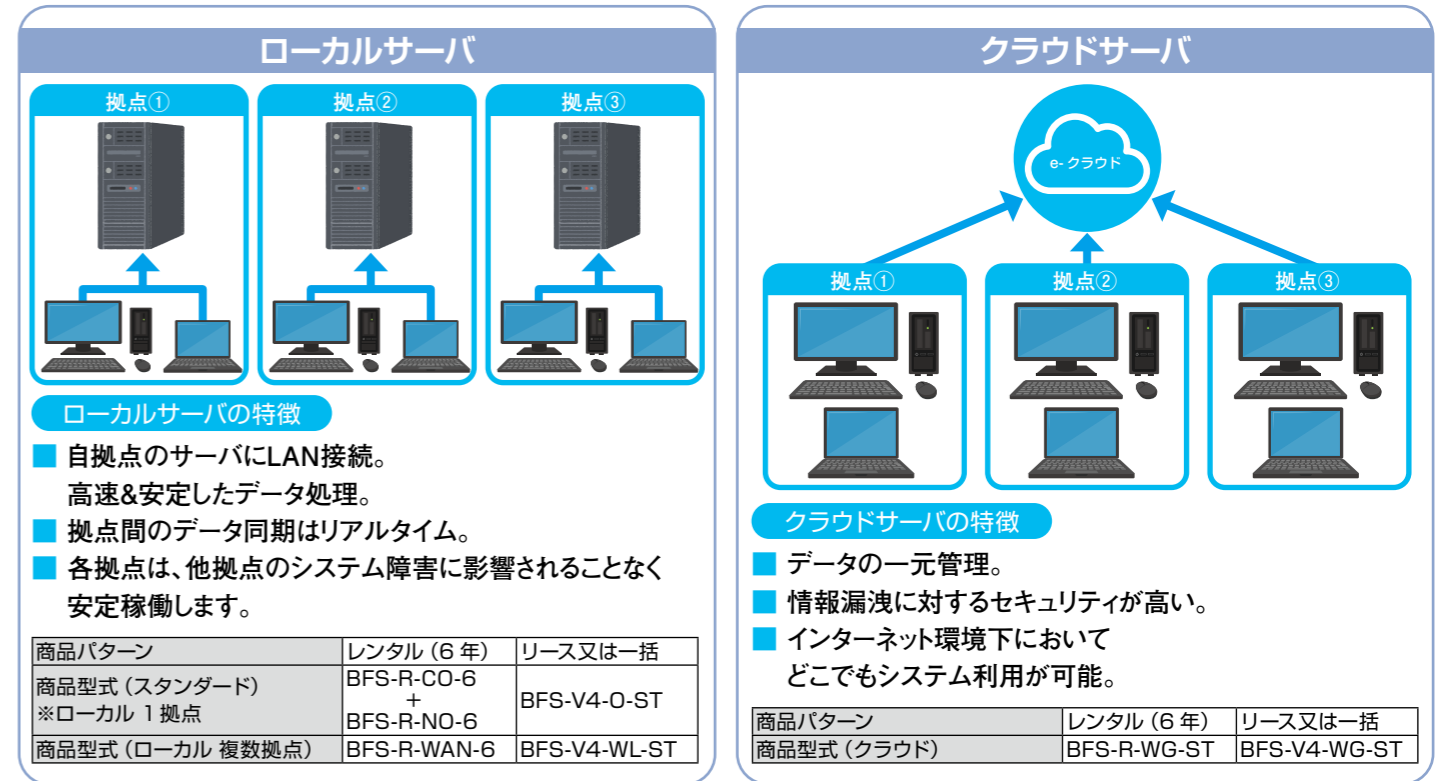 ローカルサーバ
拠点①
拠点②
拠点③
ローカルサーバの特徴
■ 自拠点のサーバにLAN接続。
高速&安定したデータ処理。
■ 拠点間のデータ同期はリアルタイム。
■ 各拠点は、他拠点のシステム障害に影響されることなく
安定稼働します。
商品パターン レンタル（6 年） リース又は一括
商品型式（スタンダード）
※ローカル 1 拠点
BFS-R-CO-6
+
BFS-R-NO-6
BFS-V4-O-ST
商品型式（ローカル 複数拠点） BFS-R-WAN-6 BFS-V4-WL-ST
クラウドサーバ
e- クラウド
拠点①
拠点②
拠点③
クラウドサーバの特徴
■ データの一元管理。
■ 情報漏洩に対するセキュリティが高い。
■ インターネット環境下において
どこでもシステム利用が可能。
商品パターン レンタル（6 年） リース又は一括
商品型式（クラウド） BFS-R-WG-ST BFS-V4-WG-ST